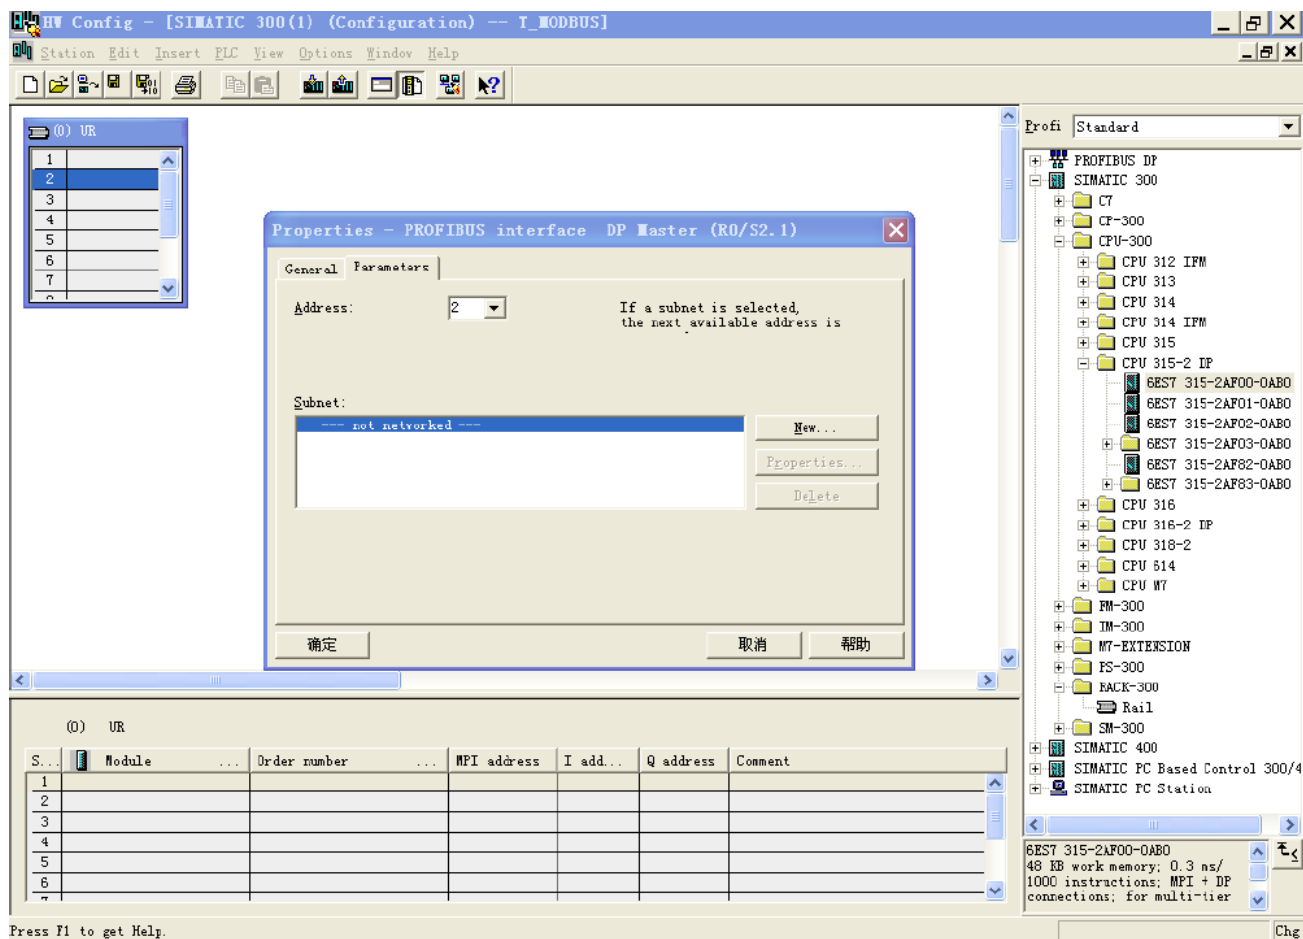 HW Config - [SIMATIC 300(1) (Configuration) -- T_MODBUS]
Station Edit Insert PLC View Options Window Help
(0) UR
1
2
3
4
5
6
7
Properties - PROFIBUS interface DP Master (R0/S2.1)
General Parameters
Address: 2
If a subnet is selected,
the next available address is
Subnet:
--- not networked ---
New...
Properties...
Delete
确定 取消 帮助
Profi Standard
PROFIBUS DP
SIMATIC 300
C7
CP-300
CPU-300
CPU 312 IFM
CPU 313
CPU 314
CPU 314 IFM
CPU 315
CPU 315-2 DP
6ES7 315-2AF00-0AB0
6ES7 315-2AF01-0AB0
6ES7 315-2AF02-0AB0
6ES7 315-2AF03-0AB0
6ES7 315-2AF82-0AB0
6ES7 315-2AF83-0AB0
CPU 316
CPU 316-2 DP
CPU 318-2
CPU 614
CPU M7
FM-300
IM-300
M7-EXTENSION
PS-300
RACK-300
Rail
SM-300
SIMATIC 400
SIMATIC PC Based Control 300/4
SIMATIC PC Station
(0) UR
S... Module ... Order number ... MPI address I add... Q address Comment
1
2
3
4
5
6
7
6ES7 315-2AF00-0AB0
48 KB work memory; 0.3 ms/
1000 instructions; MPI + DP
connections; for multi-tier
Press F1 to get Help.
Chg